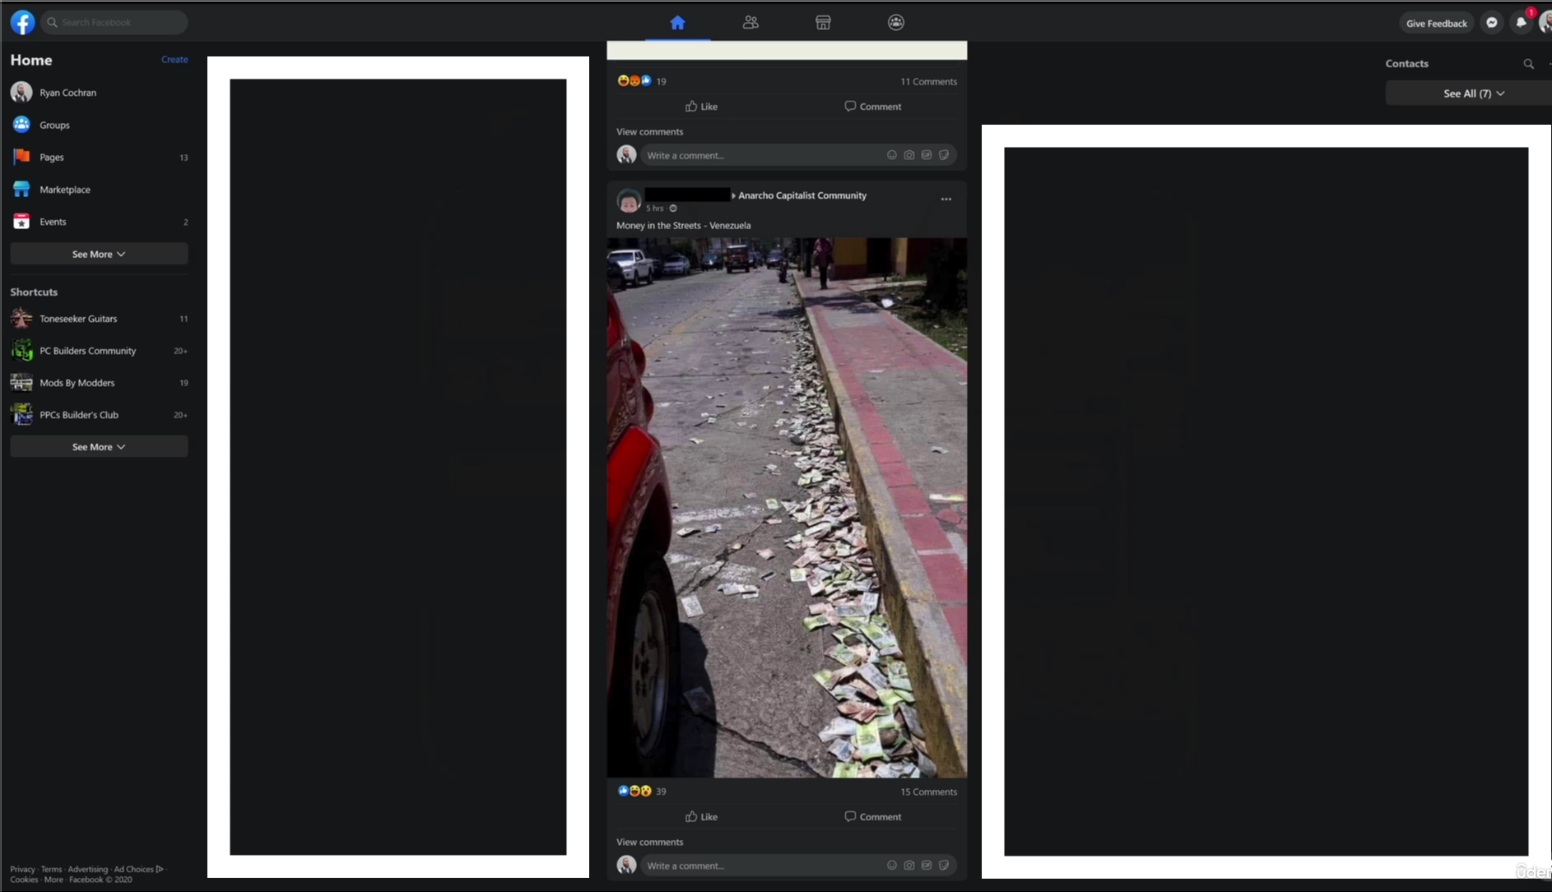 Search Facebook
Give Feedback
1
Home
Create
Ryan Cochran
Groups
Pages
13
Marketplace
Events
2
See More
Shortcuts
Toneseeker Guitars
11
PC Builders Community
20+
Mods By Modders
19
PPCs Builder's Club
20+
See More
Privacy · Terms · Advertising · Ad Choices ·
Cookies · More · Facebook © 2020
19
11 Comments
Like
Comment
View comments
Write a comment...
Anarcho Capitalist Community
5 hrs ·
Money in the Streets - Venezuela
39
15 Comments
Like
Comment
View comments
Write a comment...
Contacts
See All (7)